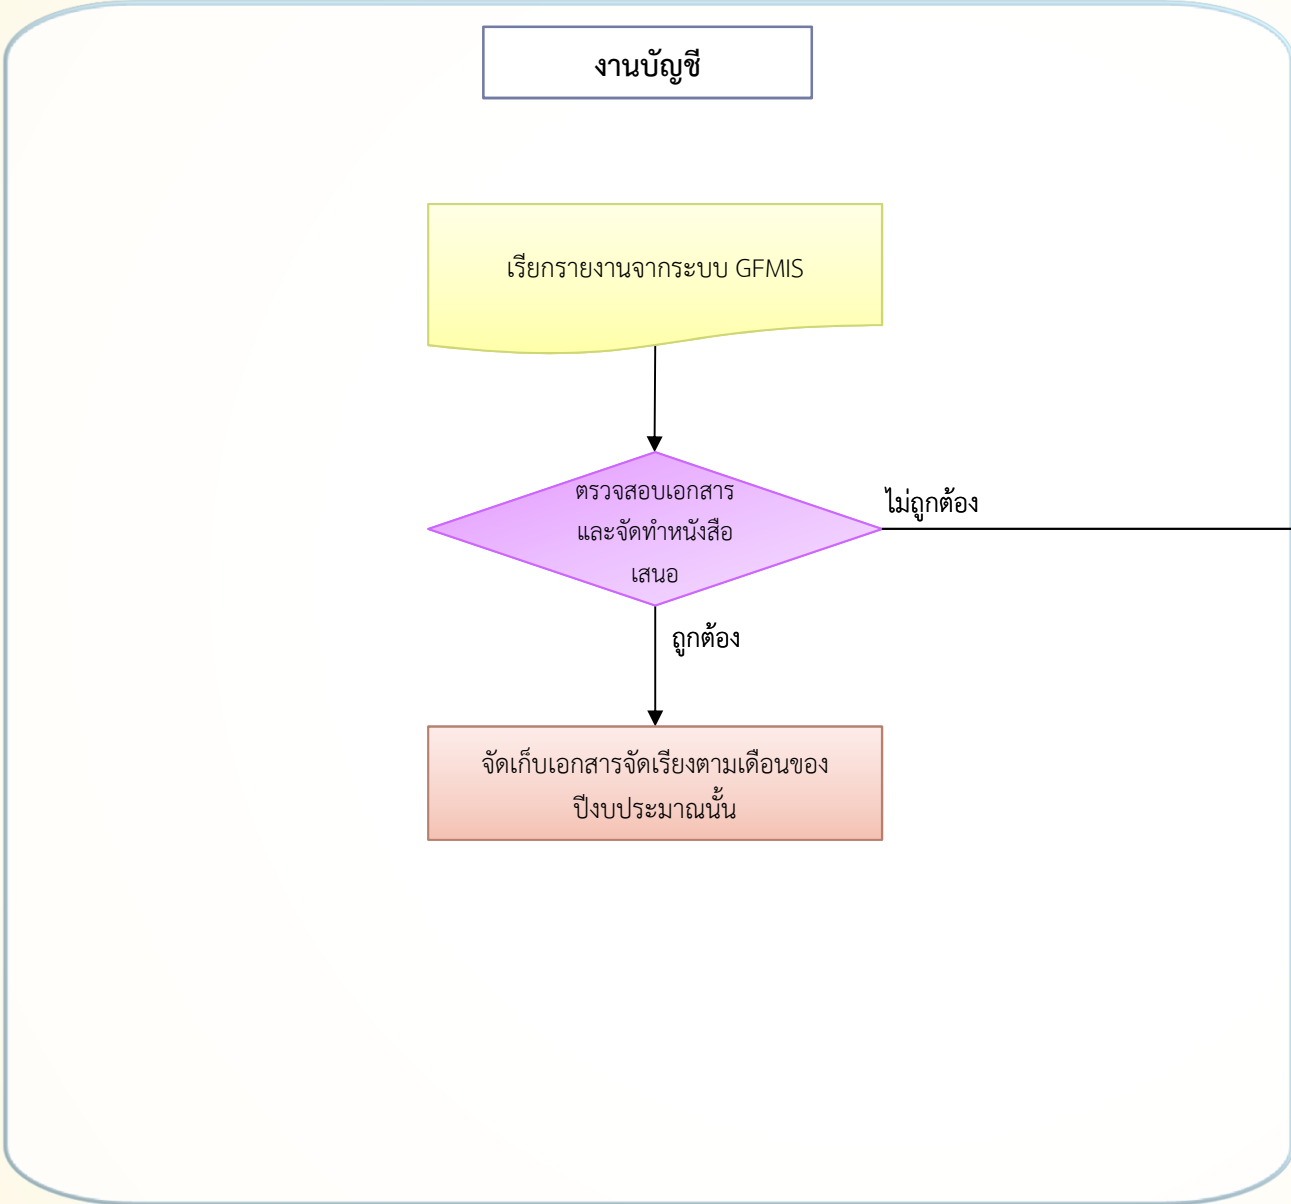 งานบัญชี
เรียกรายงานจากระบบ GFMIS
ตรวจสอบเอกสาร
และจัดทำหนังสือ
เสนอ
ไม่ถูกต้อง
ถูกต้อง
จัดเก็บเอกสารจัดเรียงตามเดือนของ
ปีงบประมาณนั้น